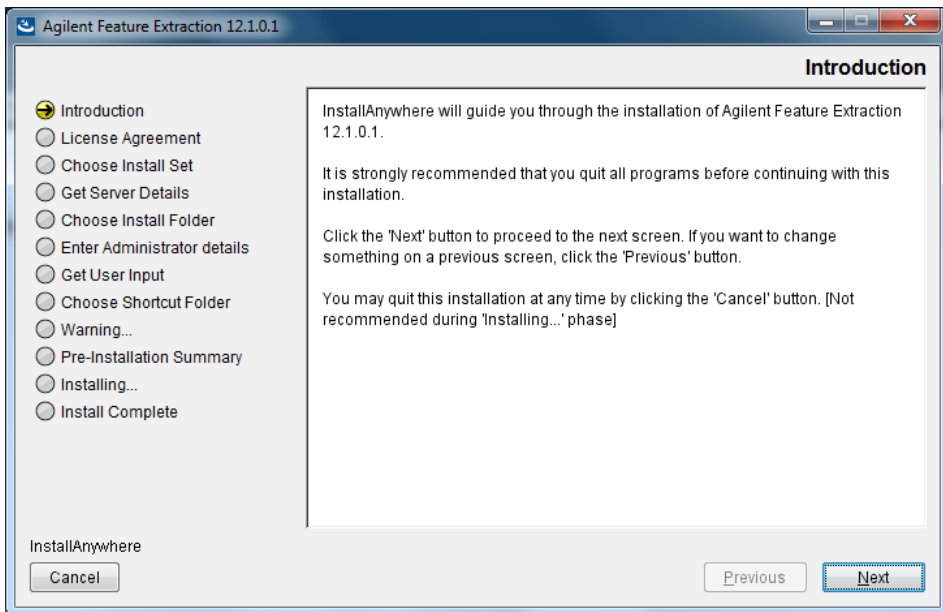 Agilent Feature Extraction 12.1.0.1
Introduction
Introduction
License Agreement
Choose Install Set
Get Server Details
Choose Install Folder
Enter Administrator details
Get User Input
Choose Shortcut Folder
Warning...
Pre-Installation Summary
Installing...
Install Complete
InstallAnywhere will guide you through the installation of Agilent Feature Extraction
12.1.0.1.
It is strongly recommended that you quit all programs before continuing with this
installation.
Click the 'Next' button to proceed to the next screen. If you want to change
something on a previous screen, click the 'Previous' button.
You may quit this installation at any time by clicking the 'Cancel' button. [Not
recommended during 'Installing...' phase]
InstallAnywhere
Cancel
Previous
Next